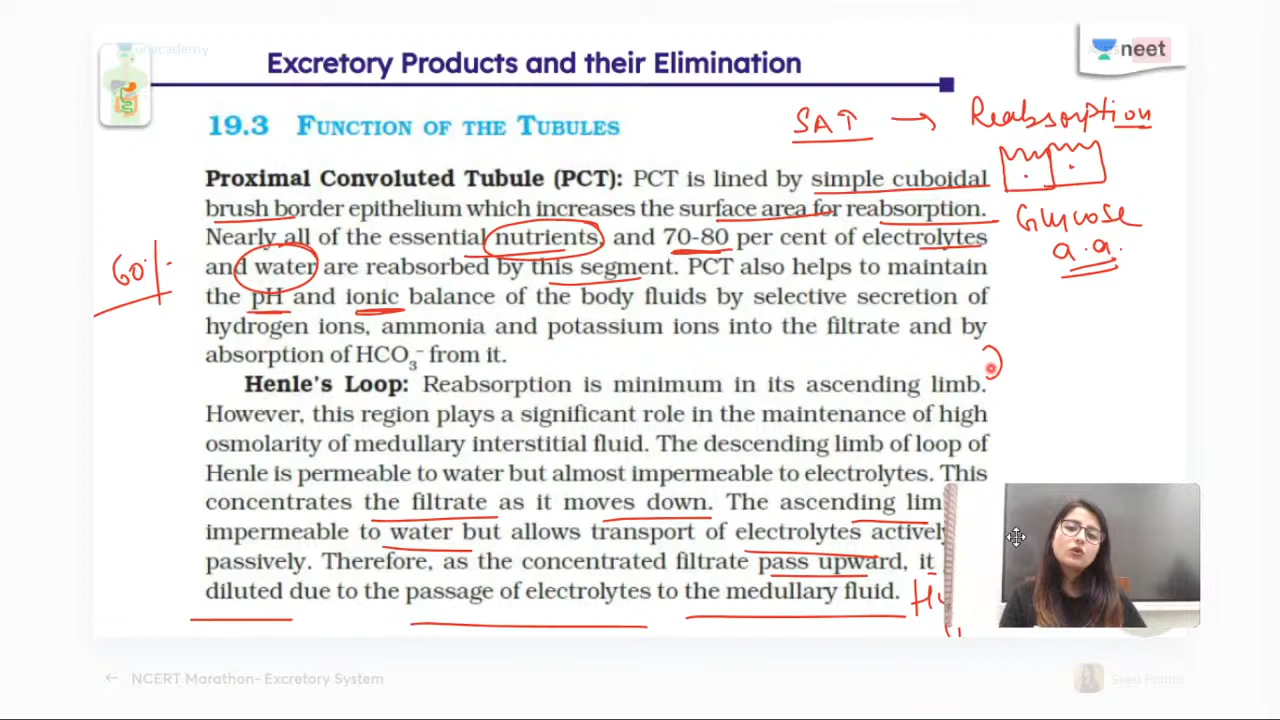 unacademy
Excretory Products and their Elimination
neet
19.3 FUNCTION OF THE TUBULES
SAT → Reabsorption
Proximal Convoluted Tubule (PCT): PCT is lined by simple cuboidal
brush border epithelium which increases the surface area for reabsorption.
Glucose
Nearly all of the essential nutrients, and 70-80 per cent of electrolytes
a.a.
60%
and water are reabsorbed by this segment. PCT also helps to maintain
the pH and ionic balance of the body fluids by selective secretion of
hydrogen ions, ammonia and potassium ions into the filtrate and by
absorption of HCO₃⁻ from it.
Henle's Loop: Reabsorption is minimum in its ascending limb.
However, this region plays a significant role in the maintenance of high
osmolarity of medullary interstitial fluid. The descending limb of loop of
Henle is permeable to water but almost impermeable to electrolytes. This
concentrates the filtrate as it moves down. The ascending lim
impermeable to water but allows transport of electrolytes actively
passively. Therefore, as the concentrated filtrate pass upward, it
diluted due to the passage of electrolytes to the medullary fluid.
← NCERT Marathon- Excretory System